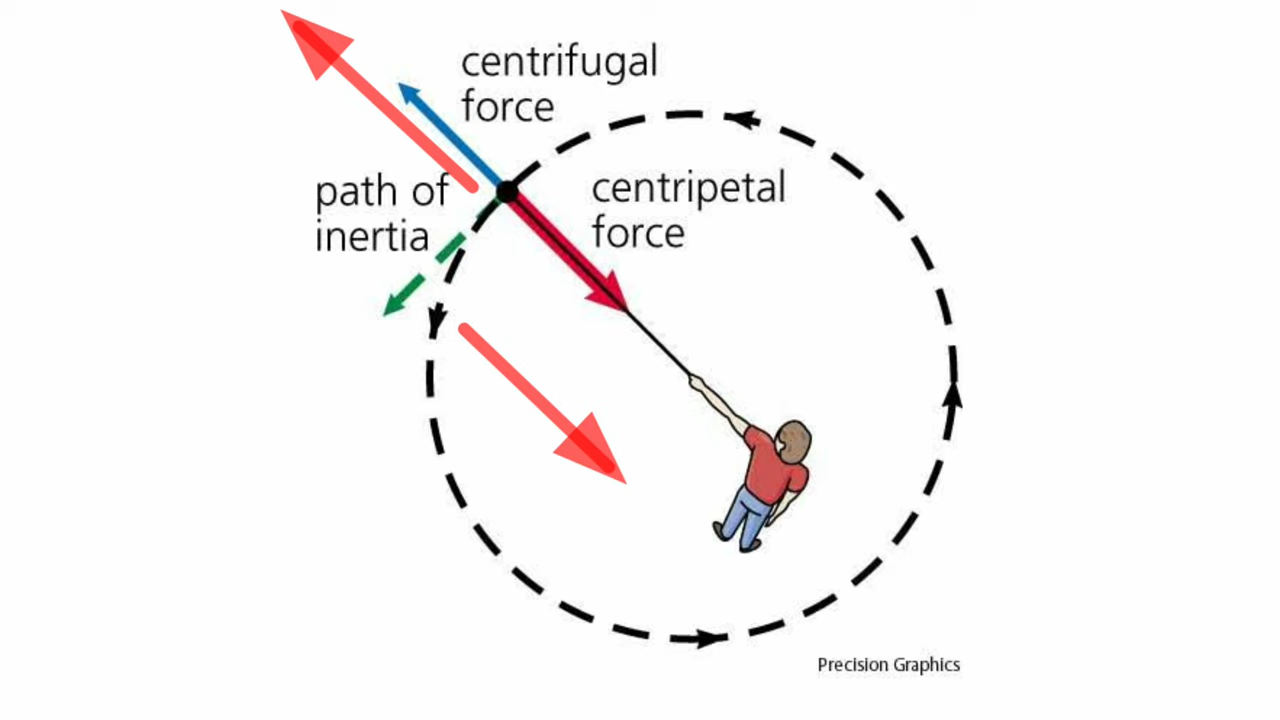 centrifugal
force
path of
inertia
centripetal
force
Precision Graphics